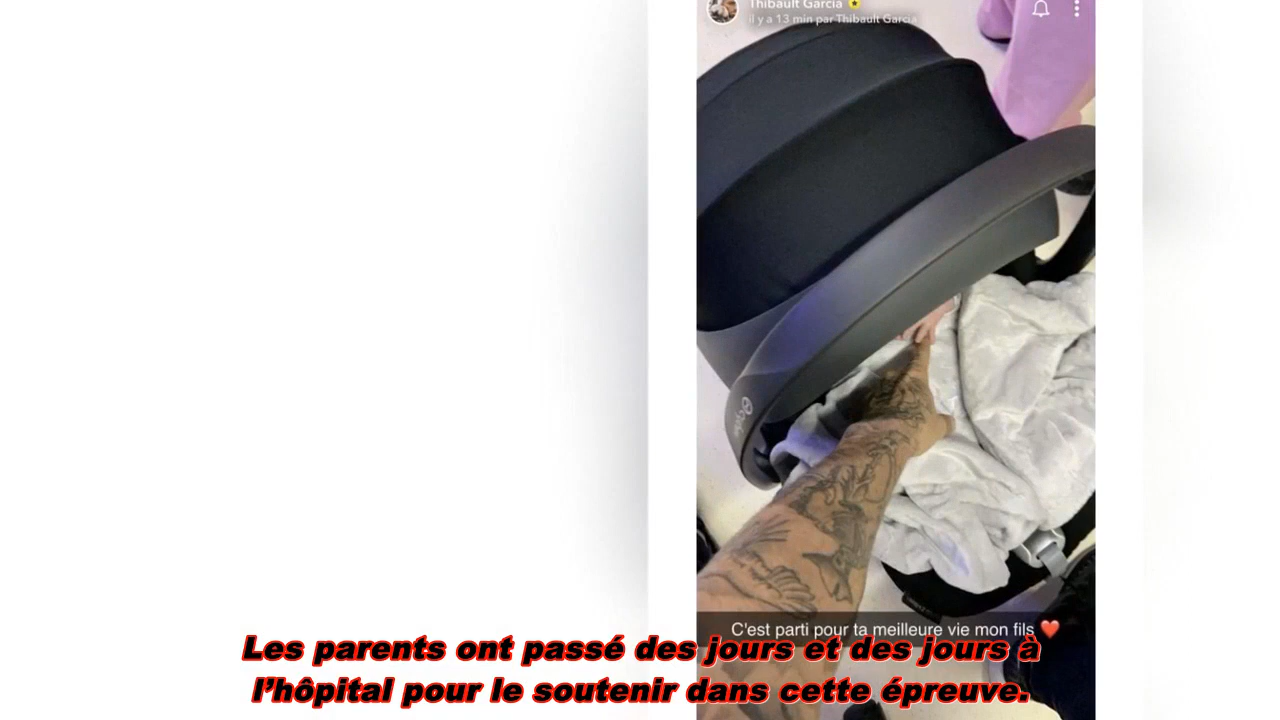 Thibault Garcia
il y a 13 min par Thibault Garcia
cybex
C'est parti pour ta meilleure vie mon fils ❤️
Les parents ont passé des jours et des jours à
l’hôpital pour le soutenir dans cette épreuve.